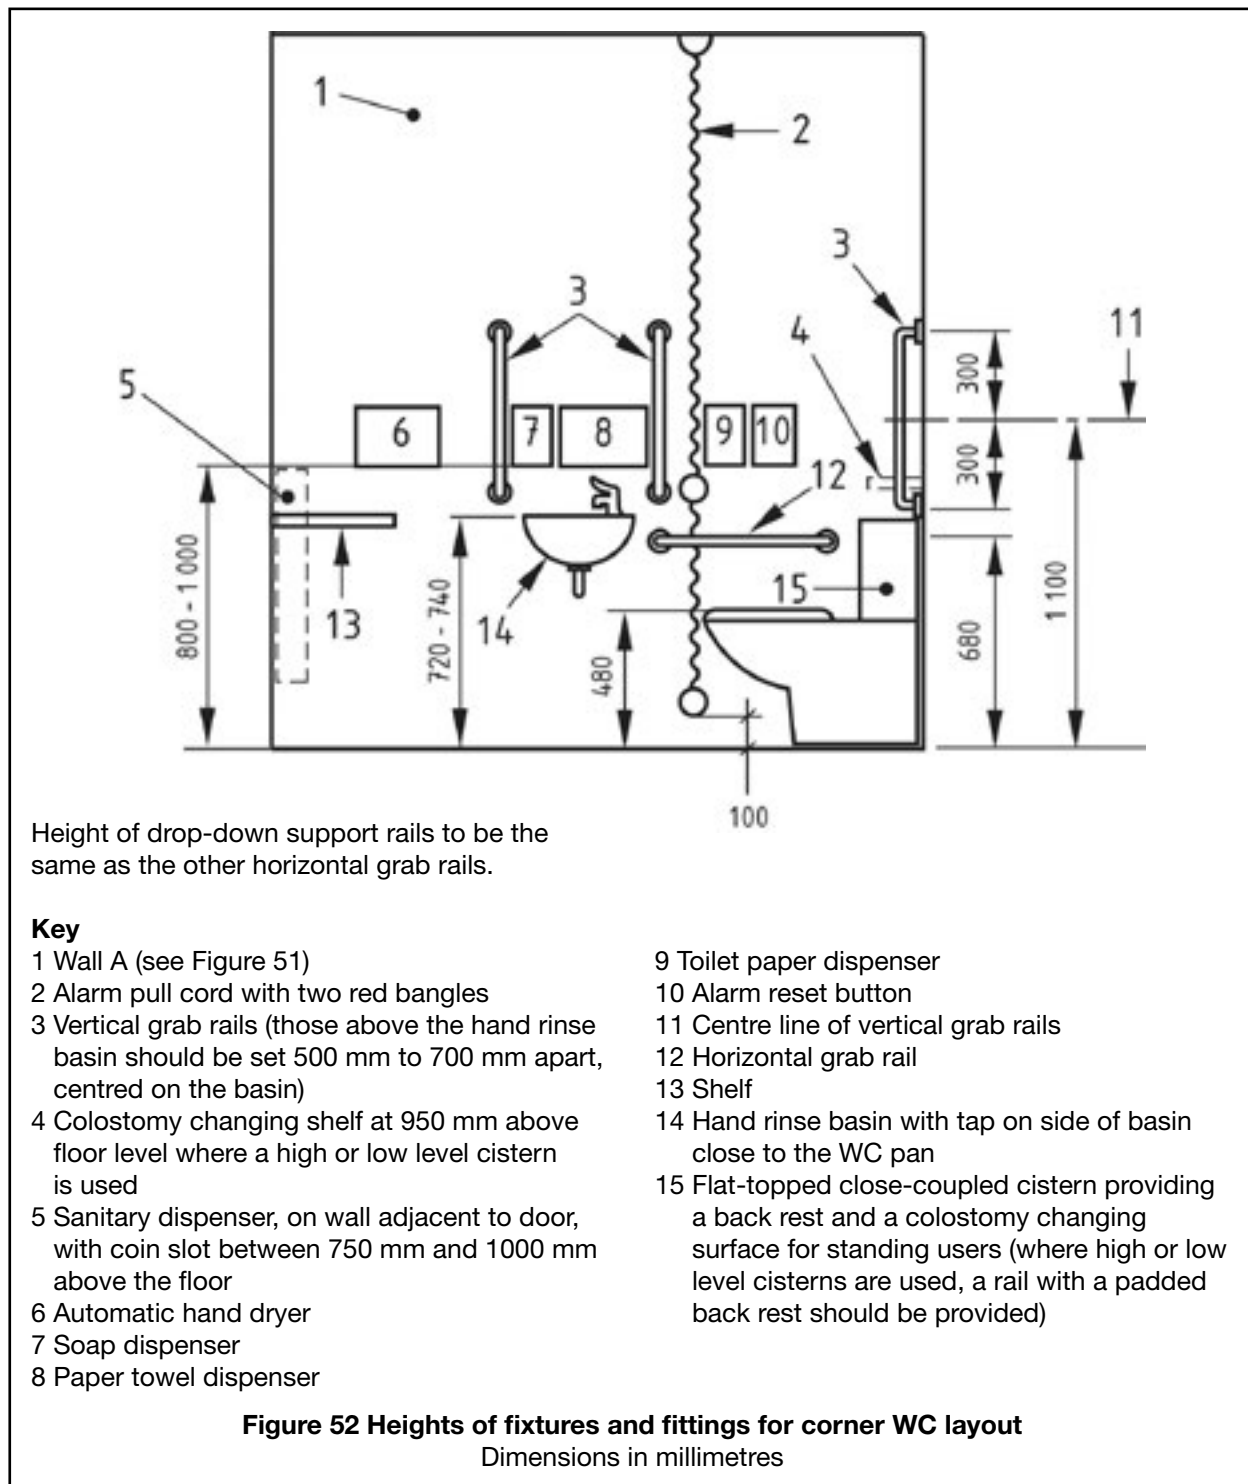 1
2
3
3
4
11
5
300
6
7
8
9
10
12
300
800 - 1 000
13
14
720 - 740
480
15
680
1 100
100
Height of drop-down support rails to be the
same as the other horizontal grab rails.
Key
1 Wall A (see Figure 51)
2 Alarm pull cord with two red bangles
3 Vertical grab rails (those above the hand rinse
basin should be set 500 mm to 700 mm apart,
centred on the basin)
4 Colostomy changing shelf at 950 mm above
floor level where a high or low level cistern
is used
5 Sanitary dispenser, on wall adjacent to door,
with coin slot between 750 mm and 1000 mm
above the floor
6 Automatic hand dryer
7 Soap dispenser
8 Paper towel dispenser
9 Toilet paper dispenser
10 Alarm reset button
11 Centre line of vertical grab rails
12 Horizontal grab rail
13 Shelf
14 Hand rinse basin with tap on side of basin
close to the WC pan
15 Flat-topped close-coupled cistern providing
a back rest and a colostomy changing
surface for standing users (where high or low
level cisterns are used, a rail with a padded
back rest should be provided)
Figure 52 Heights of fixtures and fittings for corner WC layout
Dimensions in millimetres